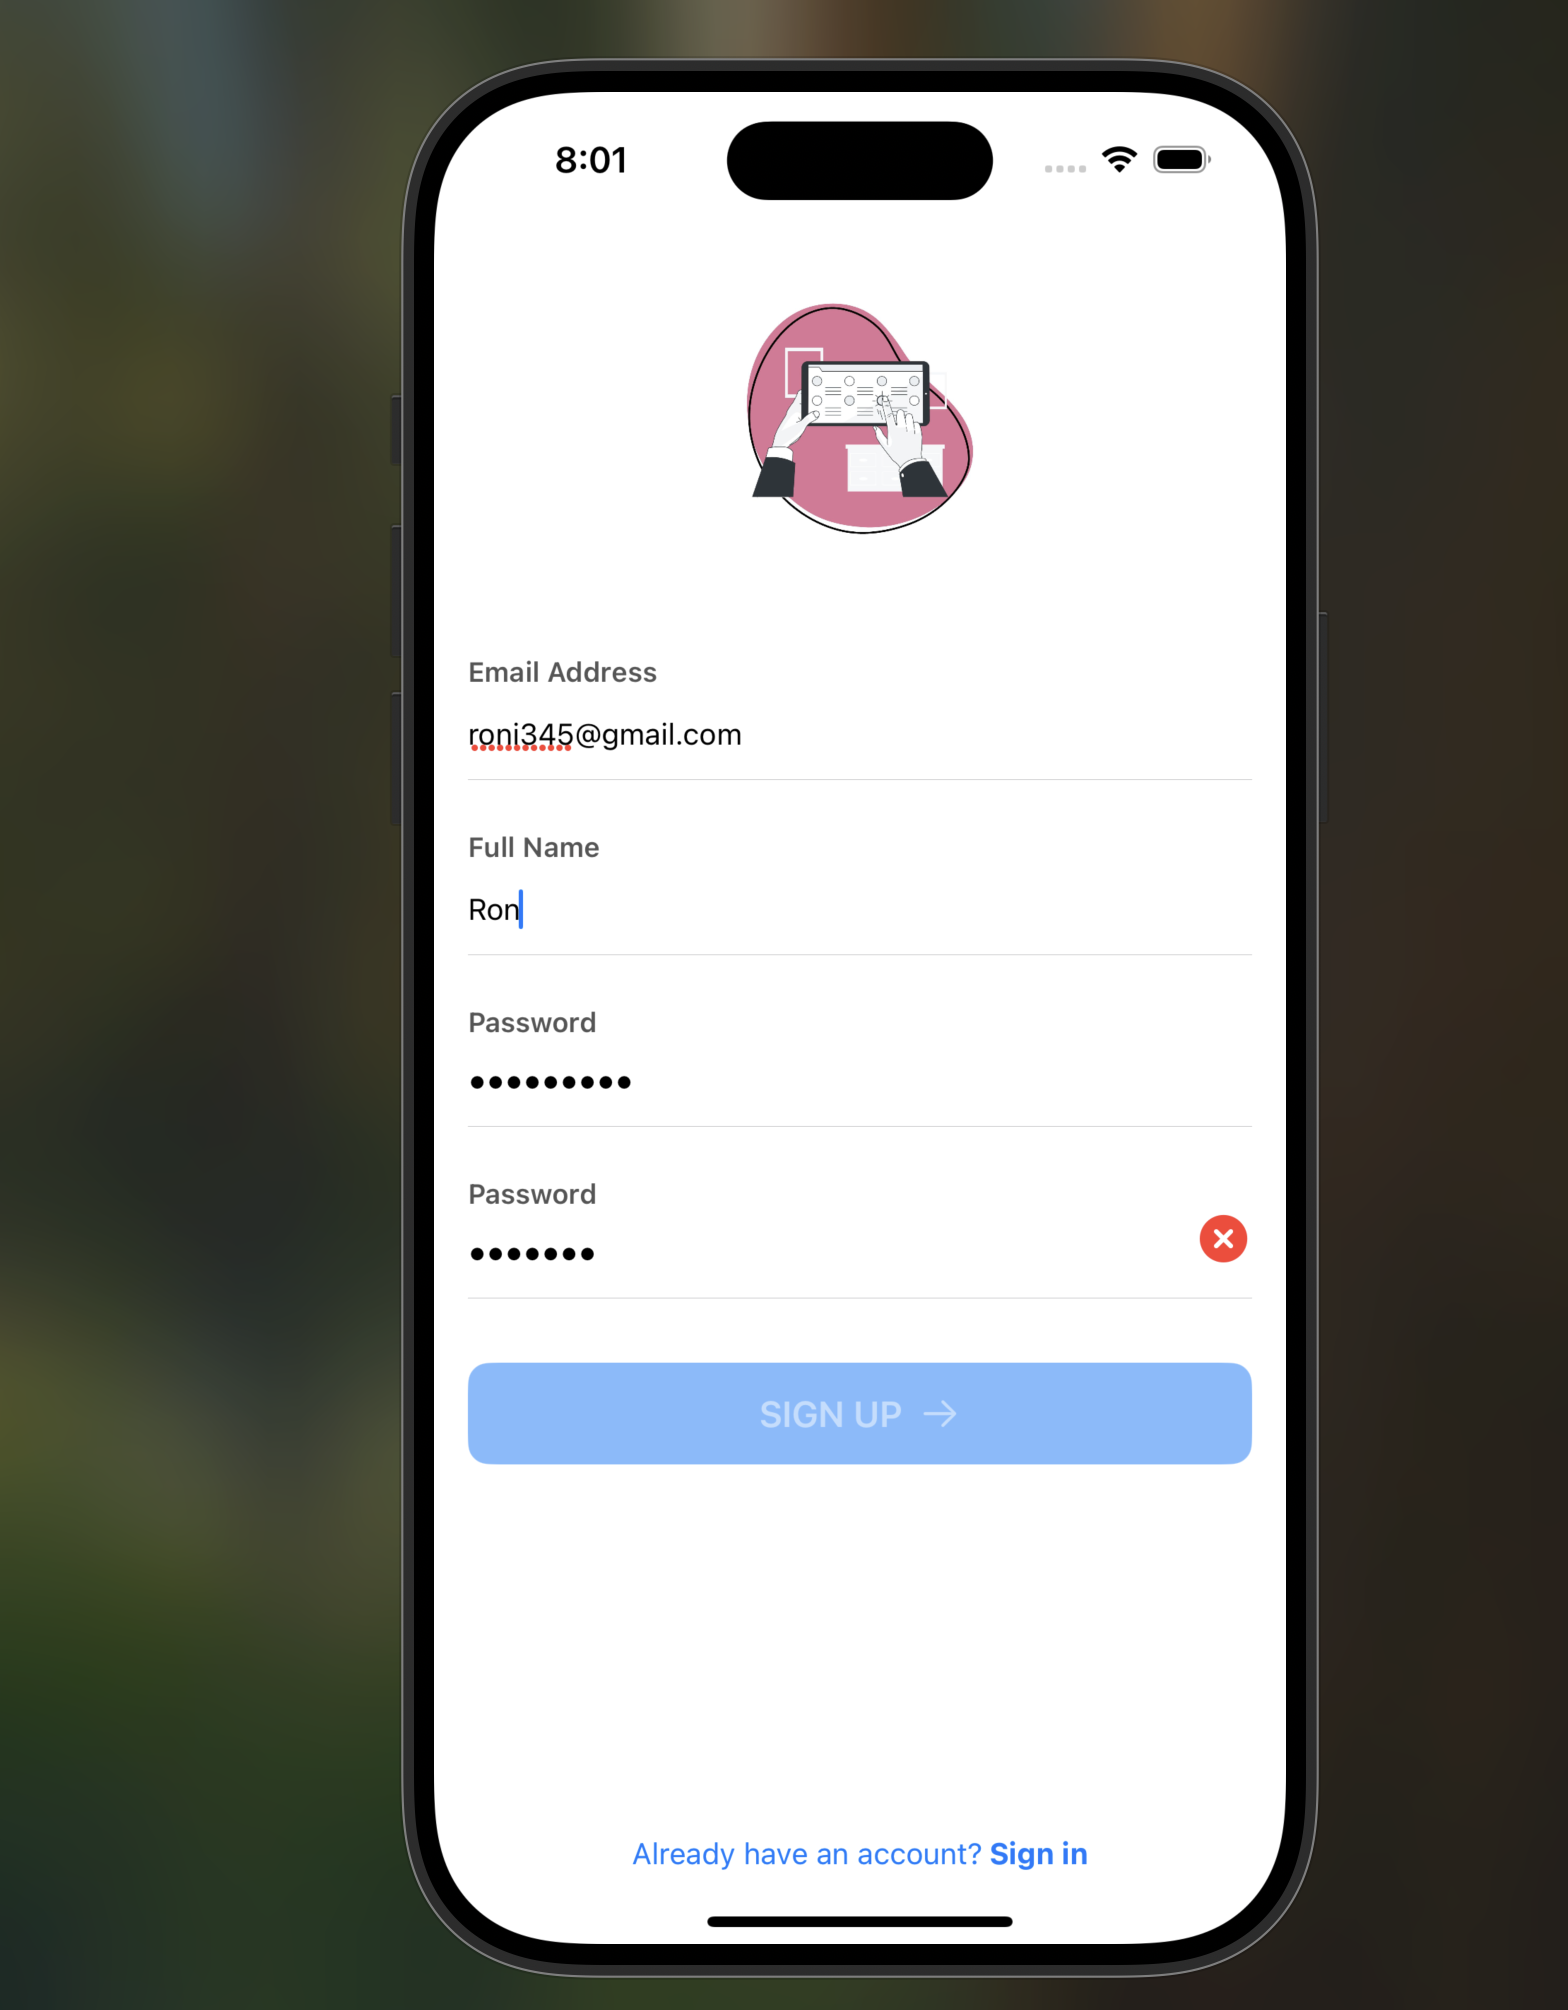 8:01
Email Address
roni345@gmail.com
Full Name
Ron
Password
•••••••••
Password
•••••••
SIGN UP →
Already have an account? Sign in